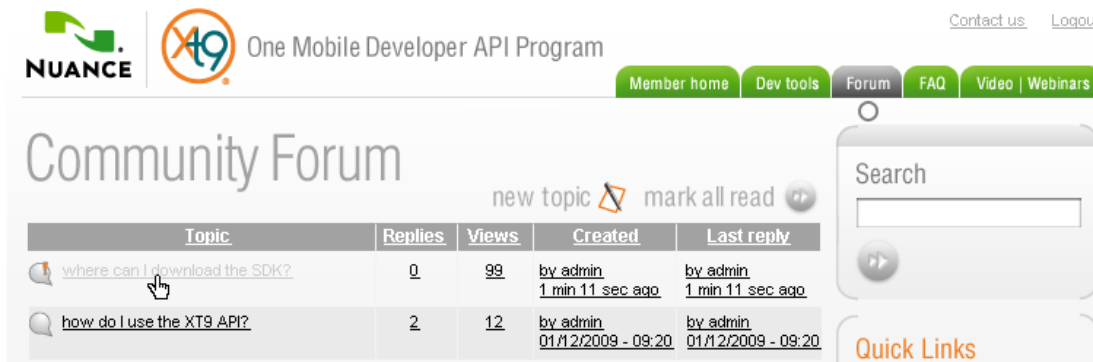 Contact us Logou
NUANCE XT9 One Mobile Developer API Program
Member home Dev tools Forum FAQ Video | Webinars
Community Forum
Search
new topic mark all read
Topic Replies Views Created Last reply
where can I download the SDK? 0 99 by admin by admin
1 min 11 sec ago 1 min 11 sec ago
how do I use the XT9 API? 2 12 by admin by admin
01/12/2009 - 09:20 01/12/2009 - 09:20
Quick Links